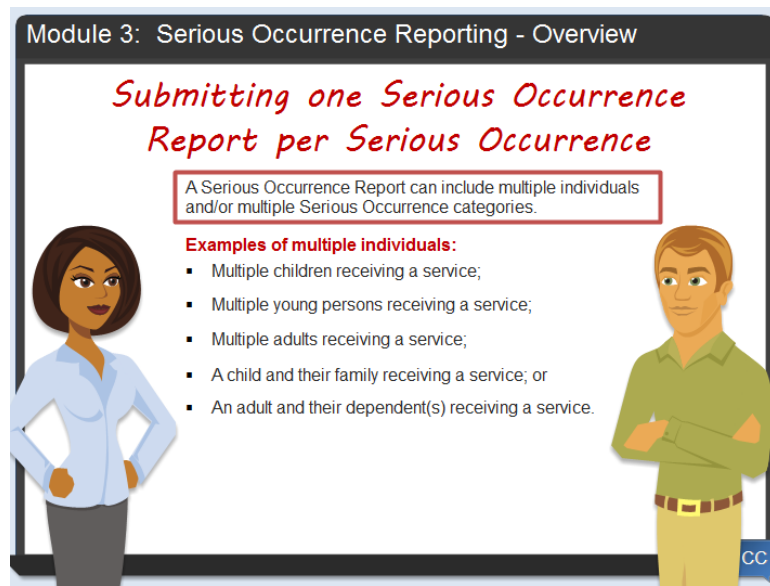 Module 3: Serious Occurrence Reporting - Overview
Submitting one Serious Occurrence
Report per Serious Occurrence
A Serious Occurrence Report can include multiple individuals
and/or multiple Serious Occurrence categories.
Examples of multiple individuals:
▪ Multiple children receiving a service;
▪ Multiple young persons receiving a service;
▪ Multiple adults receiving a service;
▪ A child and their family receiving a service; or
▪ An adult and their dependent(s) receiving a service.
CC